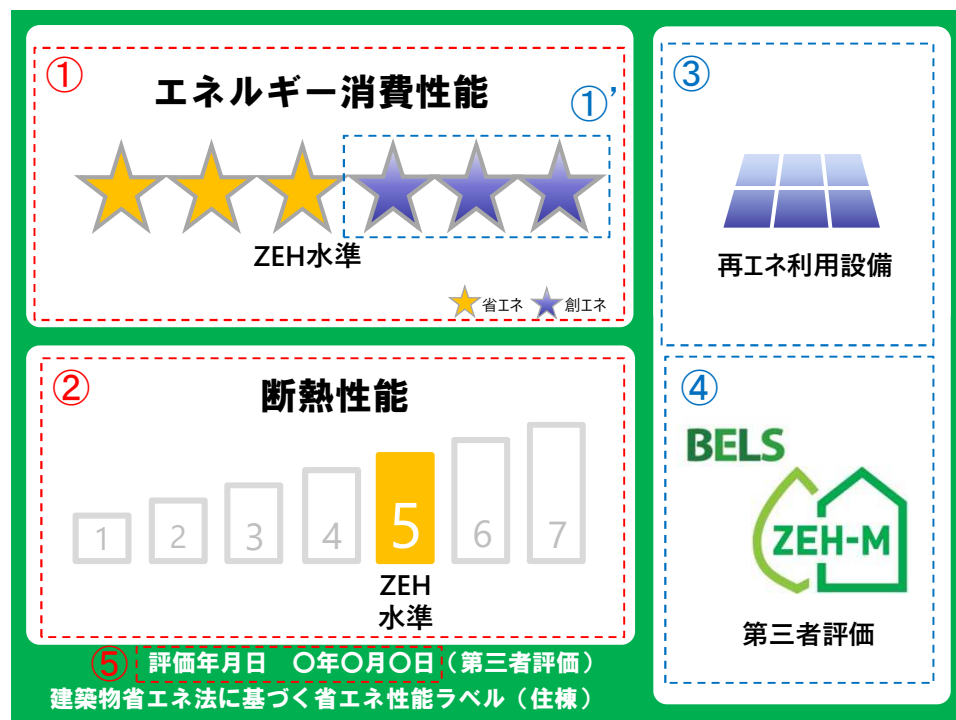 ①
エネルギー消費性能
①’
ZEH水準
省エネ 創エネ
②
断熱性能
1 2 3 4 5 6 7
ZEH
水準
⑤ 評価年月日 〇年〇月〇日（第三者評価）
建築物省エネ法に基づく省エネ性能ラベル（住棟）
③
再エネ利用設備
④
BELS
ZEH-M
第三者評価